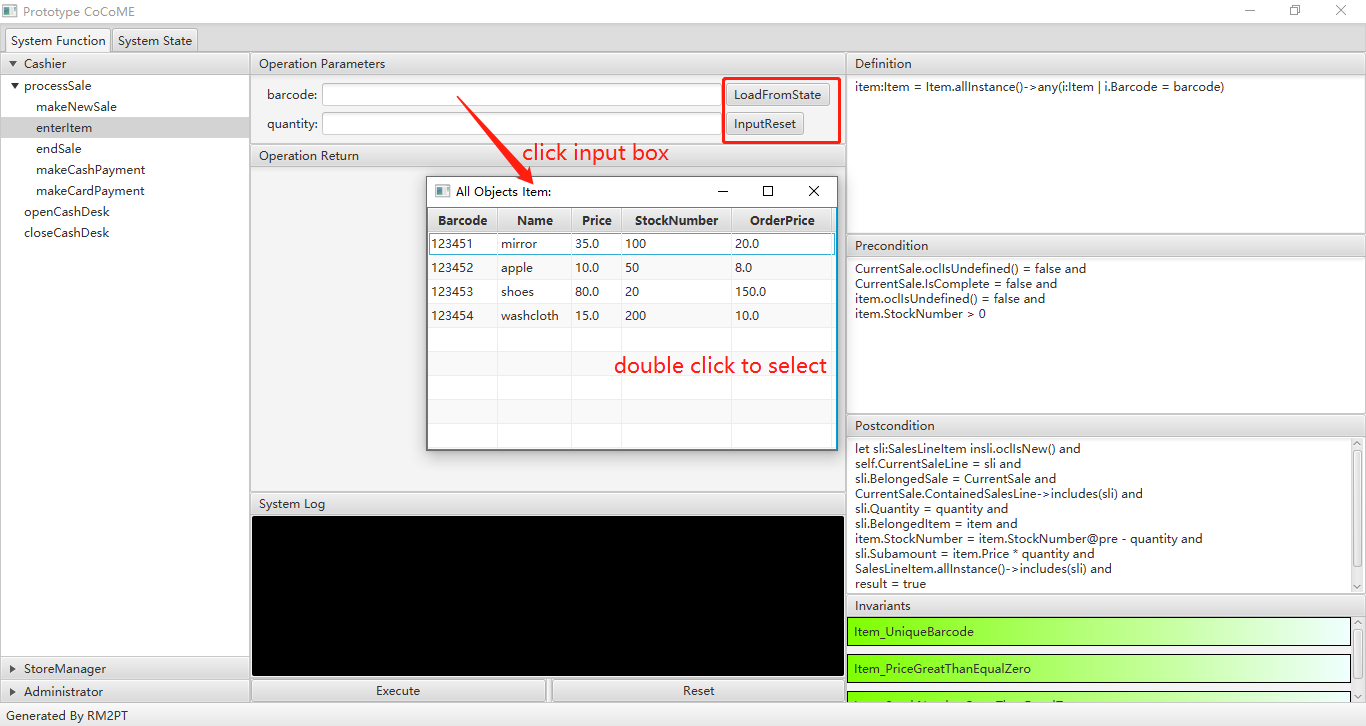 Prototype CoCoME
System Function
System State
Cashier
processSale
makeNewSale
enterItem
endSale
makeCashPayment
makeCardPayment
openCashDesk
closeCashDesk
StoreManager
Administrator
Operation Parameters
barcode:
LoadFromState
quantity:
InputReset
Operation Return
click input box
All Objects Item:
Barcode Name Price StockNumber OrderPrice
123451 mirror 35.0 100 20.0
123452 apple 10.0 50 8.0
123453 shoes 80.0 20 150.0
123454 washcloth 15.0 200 10.0
double click to select
System Log
Execute
Reset
Definition
item:Item = Item.allInstance()->any(i:Item | i.Barcode = barcode)
Precondition
CurrentSale.oclIsUndefined() = false and
CurrentSale.IsComplete = false and
item.oclIsUndefined() = false and
item.StockNumber > 0
Postcondition
let sli:SalesLineItem insli.oclIsNew() and
self.CurrentSaleLine = sli and
sli.BelongedSale = CurrentSale and
CurrentSale.ContainedSalesLine->includes(sli) and
sli.Quantity = quantity and
sli.BelongedItem = item and
item.StockNumber = item.StockNumber@pre - quantity and
sli.Subamount = item.Price * quantity and
SalesLineItem.allInstance()->includes(sli) and
result = true
Invariants
Item_UniqueBarcode
Item_PriceGreatThanEqualZero
Generated By RM2PT